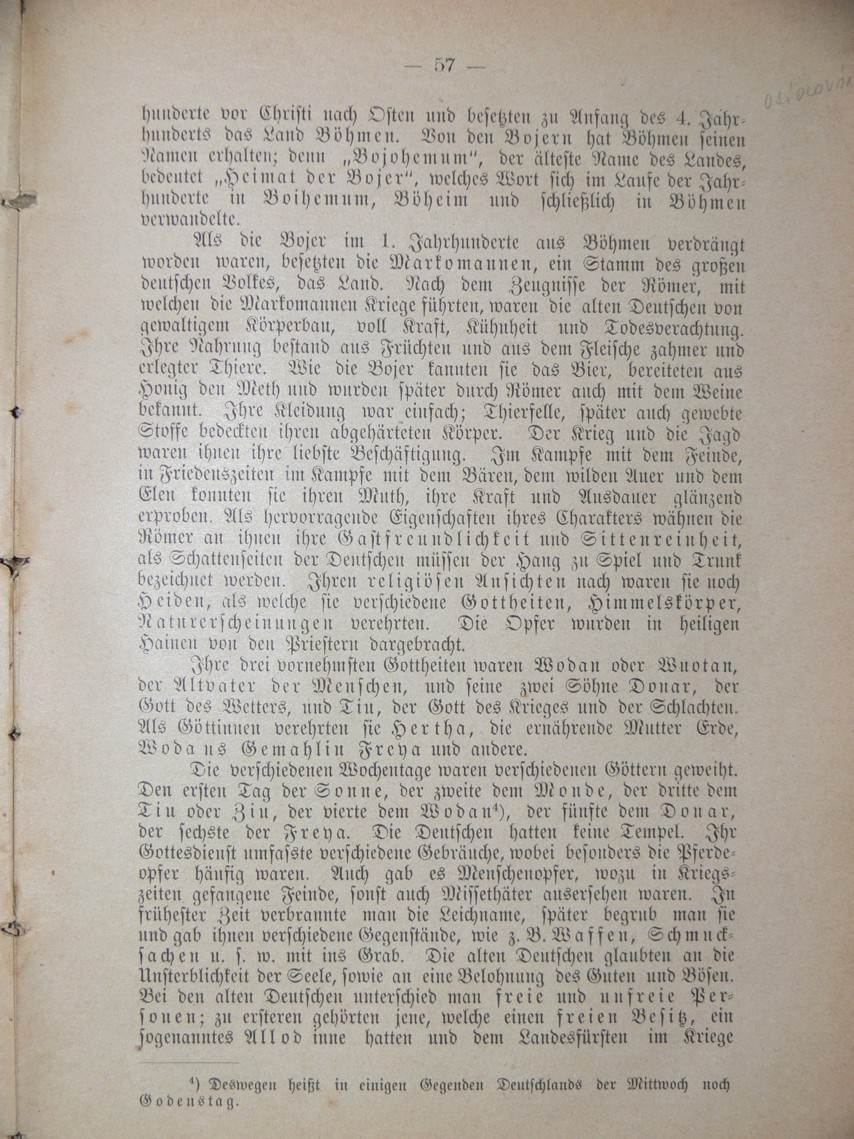 — 57 —
hunderte vor Christi nach Osten und besetzten zu Anfang des 4. Jahr-
hunderts das Land Böhmen. Von den Bojern hat Böhmen seinen
Namen erhalten; denn „Bojohemum“, der älteste Name des Landes,
bedeutet „Heimat der Bojer“, welches Wort sich im Laufe der Jahr-
hunderte in Boihemum, Böheim und schließlich in Böhmen
verwandelte.
Als die Bojer im 1. Jahrhunderte aus Böhmen verdrängt
worden waren, besetzten die Markomannen, ein Stamm des großen
deutschen Volkes, das Land. Nach dem Zeugnisse der Römer, mit
welchen die Markomannen Kriege führten, waren die alten Deutschen von
gewaltigem Körperbau, voll Kraft, Kühnheit und Todesverachtung.
Ihre Nahrung bestand aus Früchten und aus dem Fleische zahmer und
erlegter Thiere. Wie die Bojer kannten sie das Bier, bereiteten aus
Honig den Meth und wurden später durch Römer auch mit dem Weine
bekannt. Ihre Kleidung war einfach; Thierfelle, später auch gewebte
Stoffe bedeckten ihren abgehärteten Körper. Der Krieg und die Jagd
waren ihnen ihre liebste Beschäftigung. Im Kampfe mit dem Feinde,
in Friedenszeiten im Kampfe mit dem Bären, dem wilden Auer und dem
Elen konnten sie ihren Muth, ihre Kraft und Ausdauer glänzend
erproben. Als hervorragende Eigenschaften ihres Charakters wähnen die
Römer an ihnen ihre Gastfreundlichkeit und Sittenreinheit,
als Schattenseiten der Deutschen müssen der Hang zu Spiel und Trunk
bezeichnet werden. Ihren religiösen Ansichten nach waren sie noch
Heiden, als welche sie verschiedene Gottheiten, Himmelskörper,
Naturerscheinungen verehrten. Die Opfer wurden in heiligen
Hainen von den Priestern dargebracht.
Ihre drei vornehmsten Gottheiten waren Wodan oder Wuotan,
der Altvater der Menschen, und seine zwei Söhne Donar, der
Gott des Wetters, und Tiu, der Gott des Krieges und der Schlachten.
Als Göttinnen verehrten sie Hertha, die ernährende Mutter Erde,
Wodans Gemahlin Freya und andere.
Die verschiedenen Wochentage waren verschiedenen Göttern geweiht.
Den ersten Tag der Sonne, der zweite dem Monde, der dritte dem
Tiu oder Ziu, der vierte dem Wodan⁴), der fünfte dem Donar,
der sechste der Freya. Die Deutschen hatten keine Tempel. Ihr
Gottesdienst umfasste verschiedene Gebräuche, wobei besonders die Pferde-
opfer häufig waren. Auch gab es Menschenopfer, wozu in Kriegs-
zeiten gefangene Feinde, sonst auch Missethäter ausersehen waren. In
frühester Zeit verbrannte man die Leichname, später begrub man sie
und gab ihnen verschiedene Gegenstände, wie z. B. Waffen, Schmuck-
sachen u. s. w. mit ins Grab. Die alten Deutschen glaubten an die
Unsterblichkeit der Seele, sowie an eine Belohnung des Guten und Bösen.
Bei den alten Deutschen unterschied man freie und unfreie Per-
sonen; zu ersteren gehörten jene, welche einen freien Besitz, ein
sogenanntes Allod inne hatten und dem Landesfürsten im Kriege
⁴) Deswegen heißt in einigen Gegenden Deutschlands der Mittwoch noch
Godenstag.